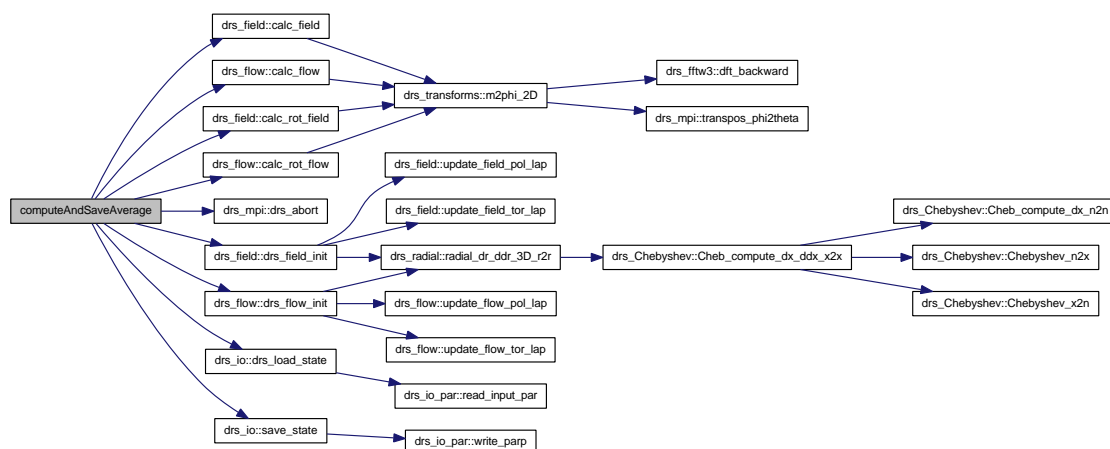 drs_field::calc_field
drs_flow::calc_flow
drs_fftw3::dft_backward
drs_transforms::m2phi_2D
drs_field::calc_rot_field
drs_mpi::transpos_phi2theta
drs_flow::calc_rot_flow
drs_field::update_field_pol_lap
computeAndSaveAverage
drs_mpi::drs_abort
drs_field::update_field_tor_lap
drs_Chebyshev::Cheb_compute_dx_n2n
drs_field::drs_field_init
drs_radial::radial_dr_ddr_3D_r2r
drs_Chebyshev::Cheb_compute_dx_ddx_x2x
drs_Chebyshev::Chebyshev_n2x
drs_flow::drs_flow_init
drs_flow::update_flow_pol_lap
drs_Chebyshev::Chebyshev_x2n
drs_flow::update_flow_tor_lap
drs_io::drs_load_state
drs_io_par::read_input_par
drs_io::save_state
drs_io_par::write_parp